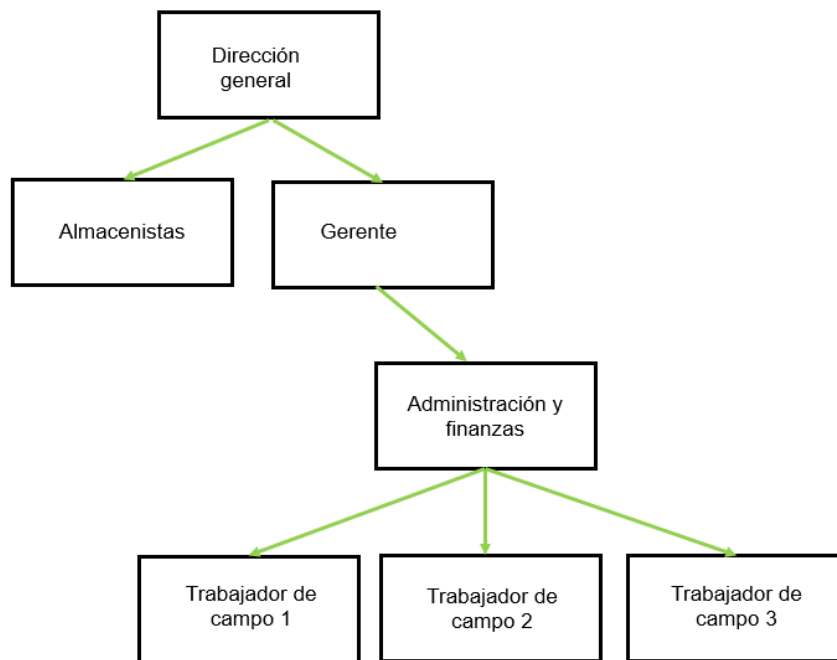 Dirección
general
Almacenistas
Gerente
Administración y
finanzas
Trabajador de
campo 1
Trabajador de
campo 2
Trabajador de
campo 3